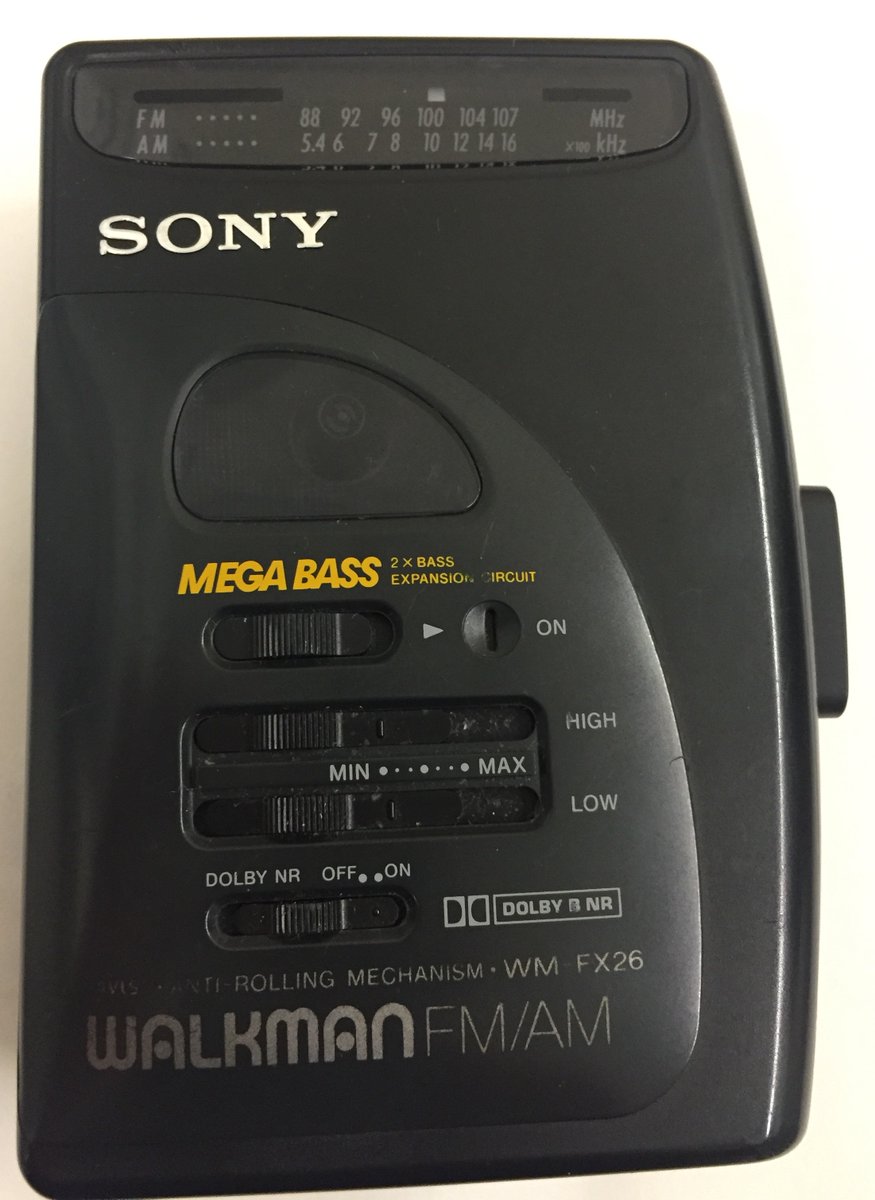 FM ····· 88 92 96 100 104 107 MHz
AM ····· 5.4 6 7 8 10 12 14 16 ×100 kHz
SONY
MEGA BASS 2 × BASS
EXPANSION CIRCUIT
ON
HIGH
MIN ●··●··● MAX
LOW
DOLBY NR OFF ● ● ON
DOLBY B NR
· ANTI-ROLLING MECHANISM · WM-FX26
WALKMAN FM/AM